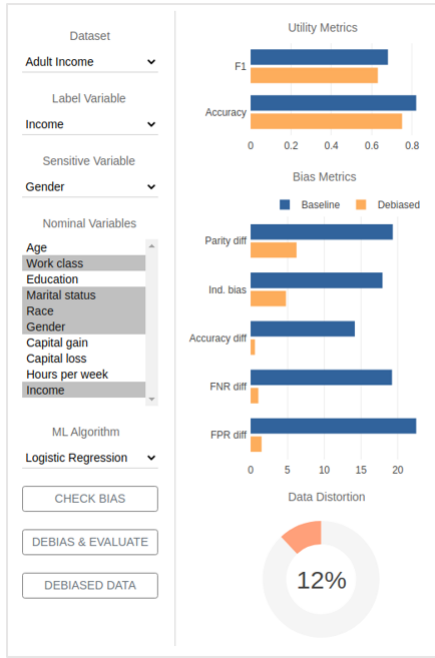 Dataset
Adult Income
Label Variable
Income
Sensitive Variable
Gender
Nominal Variables
Age
Work class
Education
Marital status
Race
Gender
Capital gain
Capital loss
Hours per week
Income
ML Algorithm
Logistic Regression
CHECK BIAS
DEBIAS & EVALUATE
DEBIASED DATA
Utility Metrics
F1
Accuracy
0 0.2 0.4 0.6 0.8
Bias Metrics
Baseline Debiased
Parity diff
Ind. bias
Accuracy diff
FNR diff
FPR diff
0 5 10 15 20
Data Distortion
12%